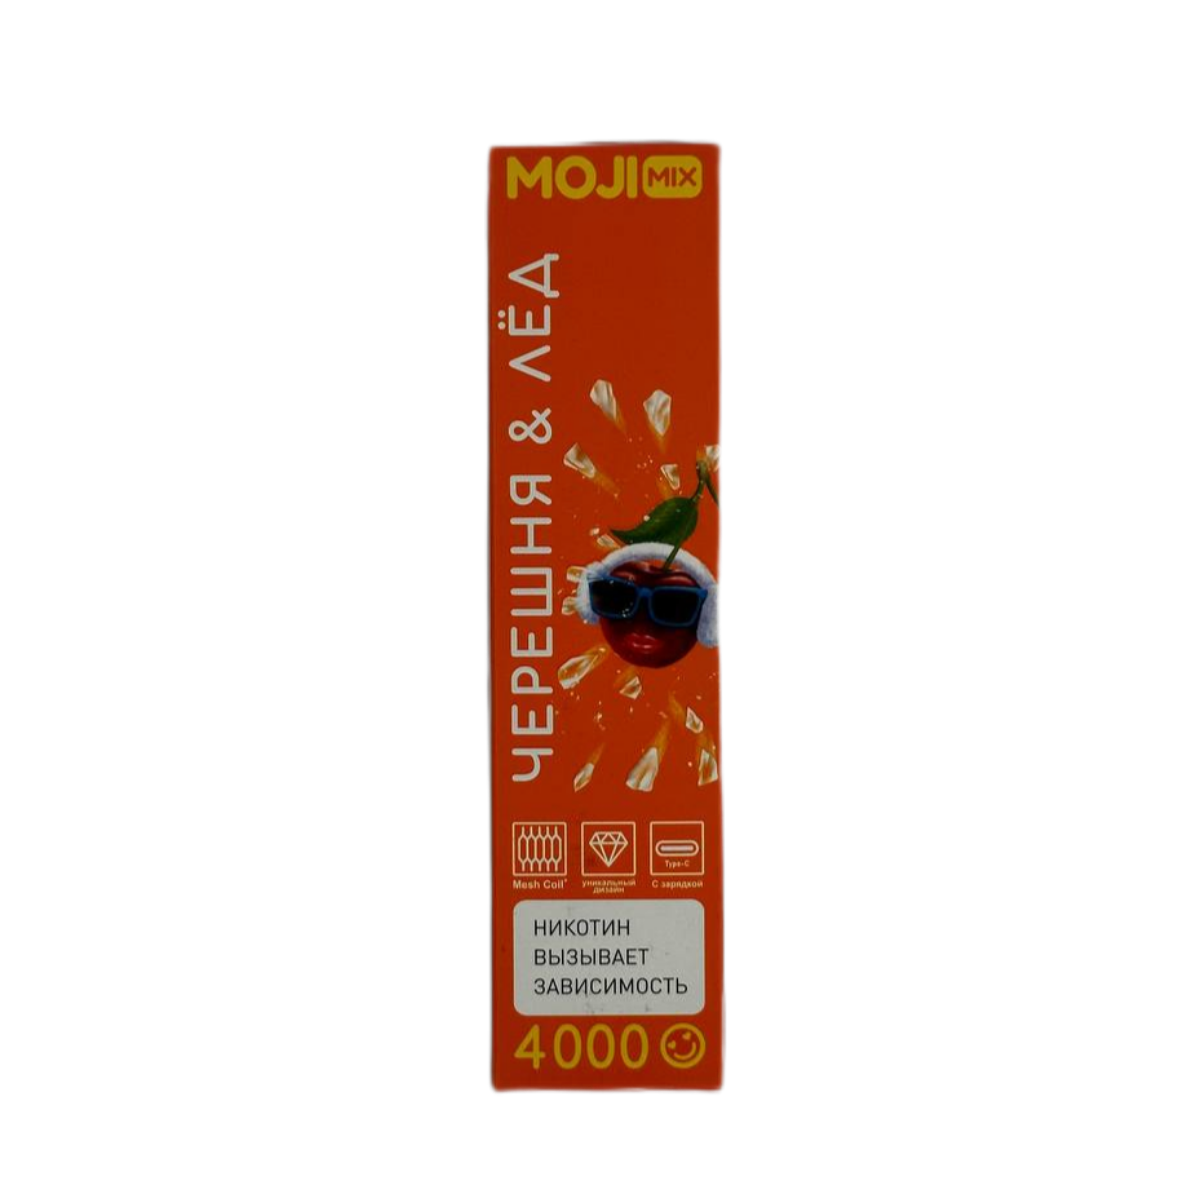 MOJI MIX
ЧЕРЕШНЯ & ЛЁД
Mesh Coil
уникальный
дизайн
Type-C
С зарядкой
НИКОТИН
ВЫЗЫВАЕТ
ЗАВИСИМОСТЬ
4000